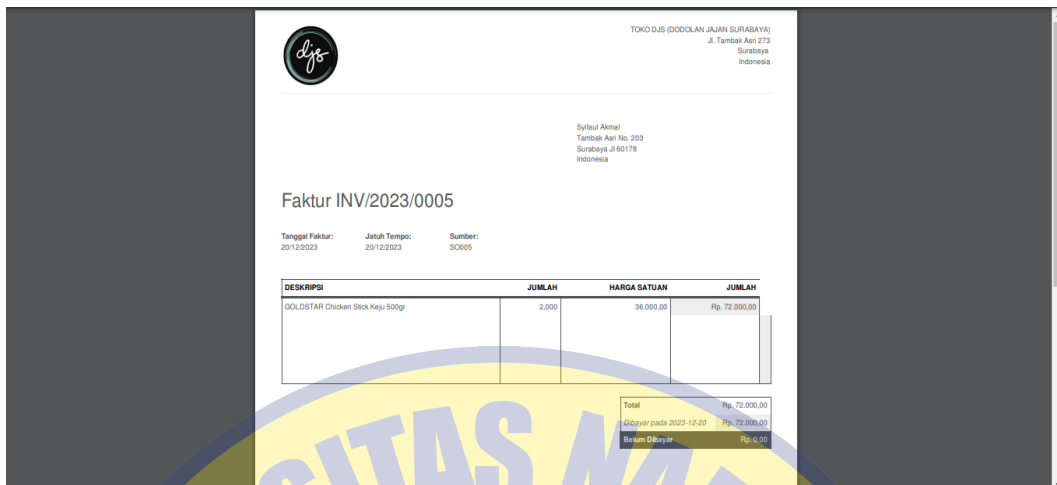 djs
TOKO DJS (DODOLAN JAJAN SURABAYA)
Jl. Tambak Asri 273
Surabaya
Indonesia
Syifaul Akmal
Tambak Asri No. 203
Surabaya JI 60178
Indonesia
Faktur INV/2023/0005
Tanggal Faktur: Jatuh Tempo: Sumber:
20/12/2023 20/12/2023 SO005
DESKRIPSI JUMLAH HARGA SATUAN JUMLAH
GOLDSTAR Chicken Stick Keju 500gr 2,000 36.000,00 Rp. 72.000,00
Total Rp. 72.000,00
Dibayar pada 2023-12-20 Rp. 72.000,00
Belum Dibayar Rp. 0,00
SITAS NA